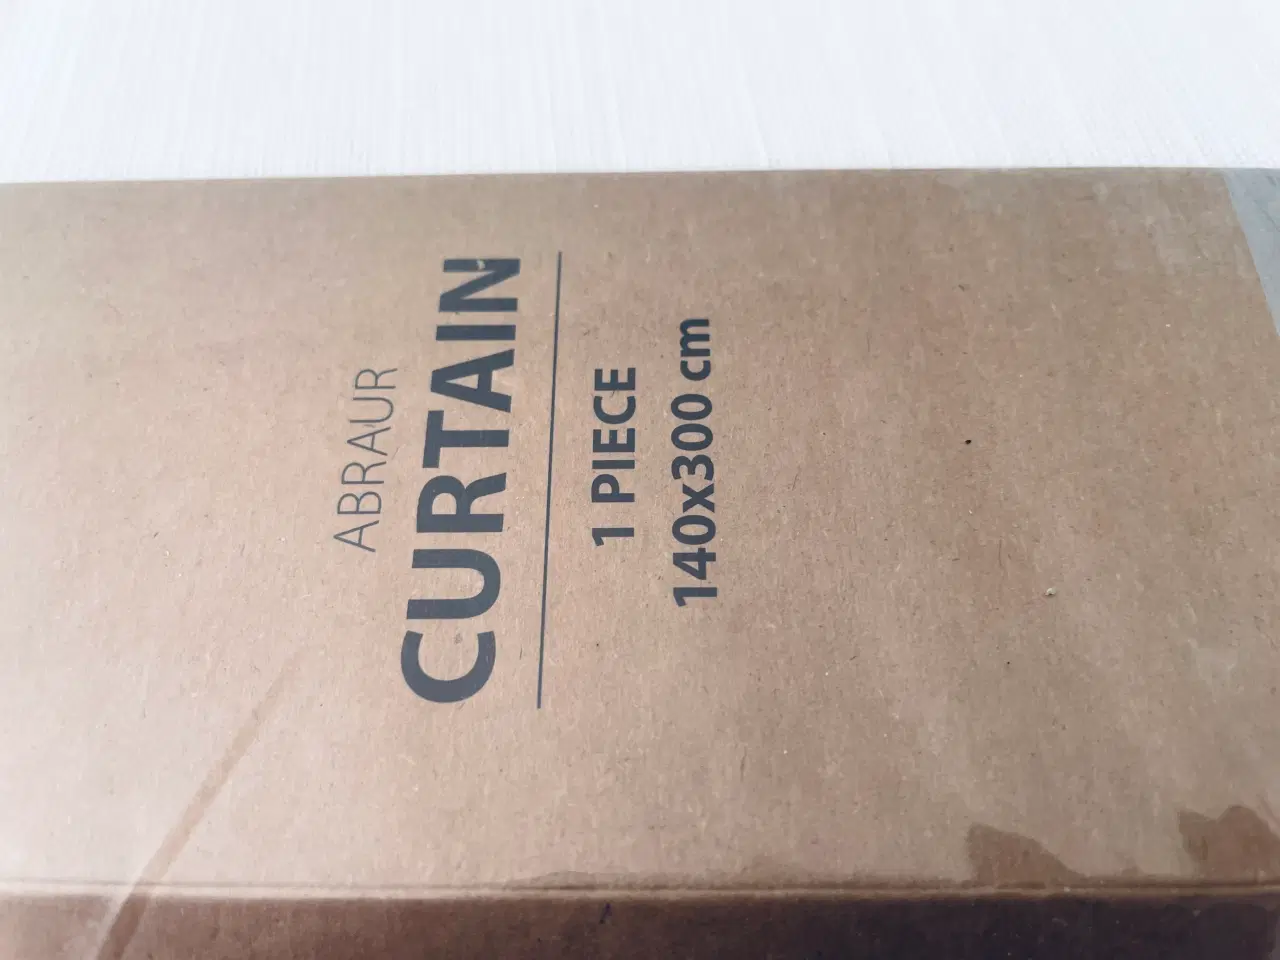 ABRAUR
CURTAIN
1 PIECE
140x300 cm